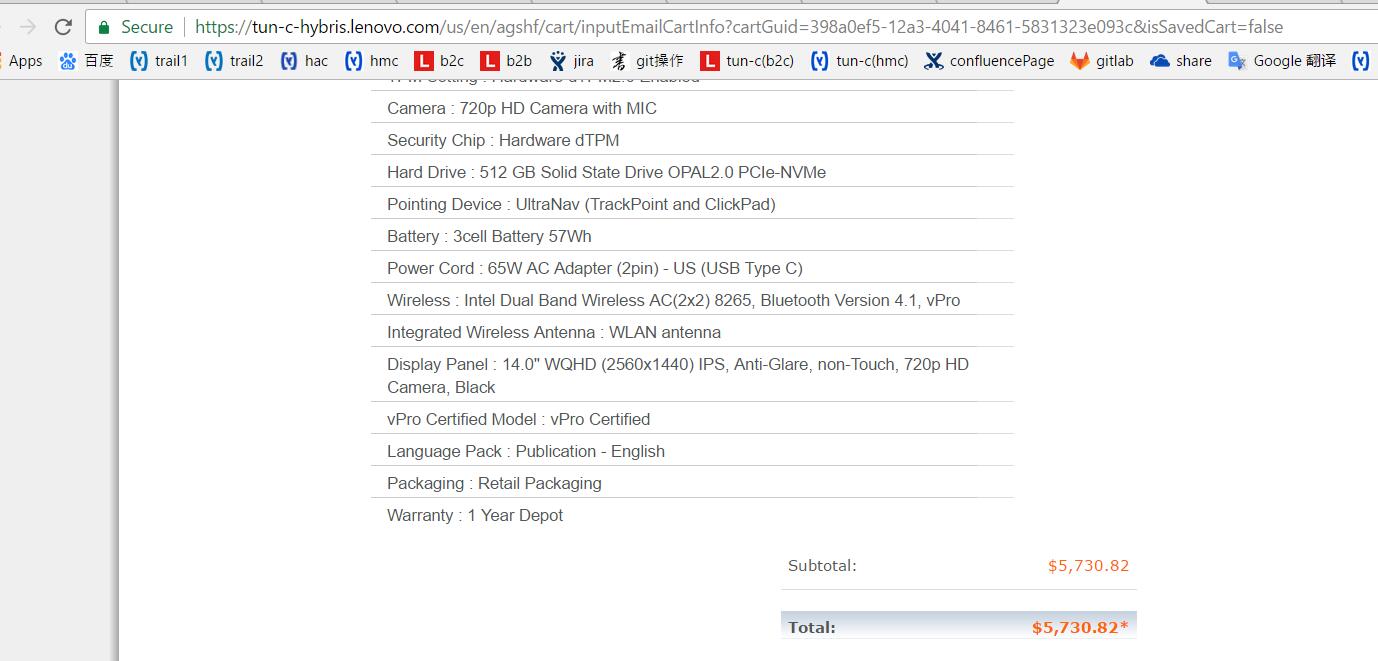 Secure https://tun-c-hybris.lenovo.com/us/en/agshf/cart/inputEmailCartInfo?cartGuid=398a0ef5-12a3-4041-8461-5831323e093c&isSavedCart=false
Apps 百度 trail1 trail2 hac hmc b2c b2b jira git操作 tun-c(b2c) tun-c(hmc) confluencePage gitlab share Google 翻译
TPM Setting : Hardware dTPM2.0 Enabled
Camera : 720p HD Camera with MIC
Security Chip : Hardware dTPM
Hard Drive : 512 GB Solid State Drive OPAL2.0 PCIe-NVMe
Pointing Device : UltraNav (TrackPoint and ClickPad)
Battery : 3cell Battery 57Wh
Power Cord : 65W AC Adapter (2pin) - US (USB Type C)
Wireless : Intel Dual Band Wireless AC(2x2) 8265, Bluetooth Version 4.1, vPro
Integrated Wireless Antenna : WLAN antenna
Display Panel : 14.0" WQHD (2560x1440) IPS, Anti-Glare, non-Touch, 720p HD
Camera, Black
vPro Certified Model : vPro Certified
Language Pack : Publication - English
Packaging : Retail Packaging
Warranty : 1 Year Depot
Subtotal: $5,730.82
Total: $5,730.82*